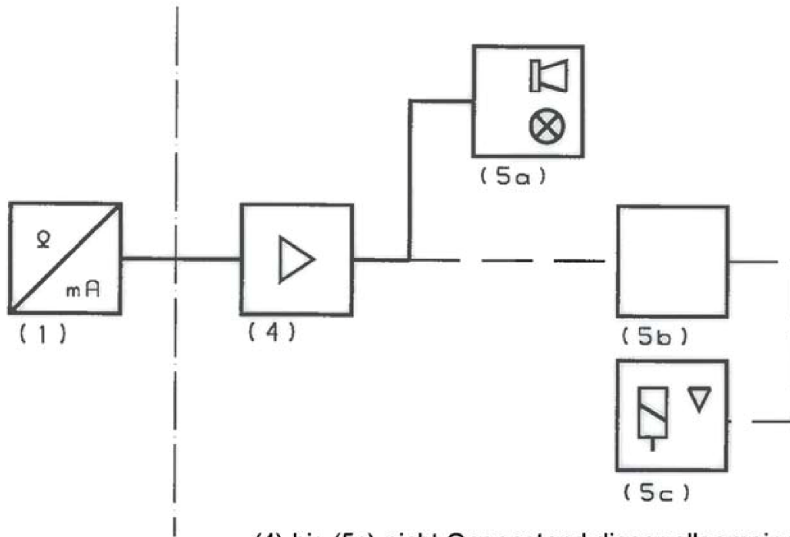 (5a)
mA
(1)
(4)
(5b)
(5c)
(4) bis (5c) nicht Gegenstand dieser